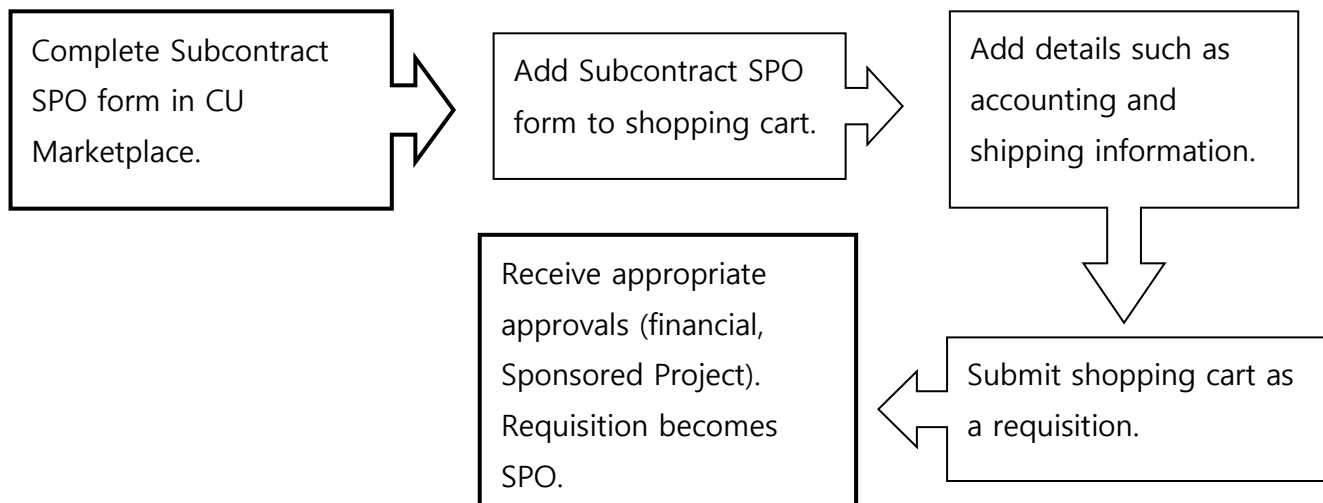 Complete Subcontract
SPO form in CU
Marketplace.
Add Subcontract SPO
form to shopping cart.
Add details such as
accounting and
shipping information.
Submit shopping cart as
a requisition.
Receive appropriate
approvals (financial,
Sponsored Project).
Requisition becomes
SPO.